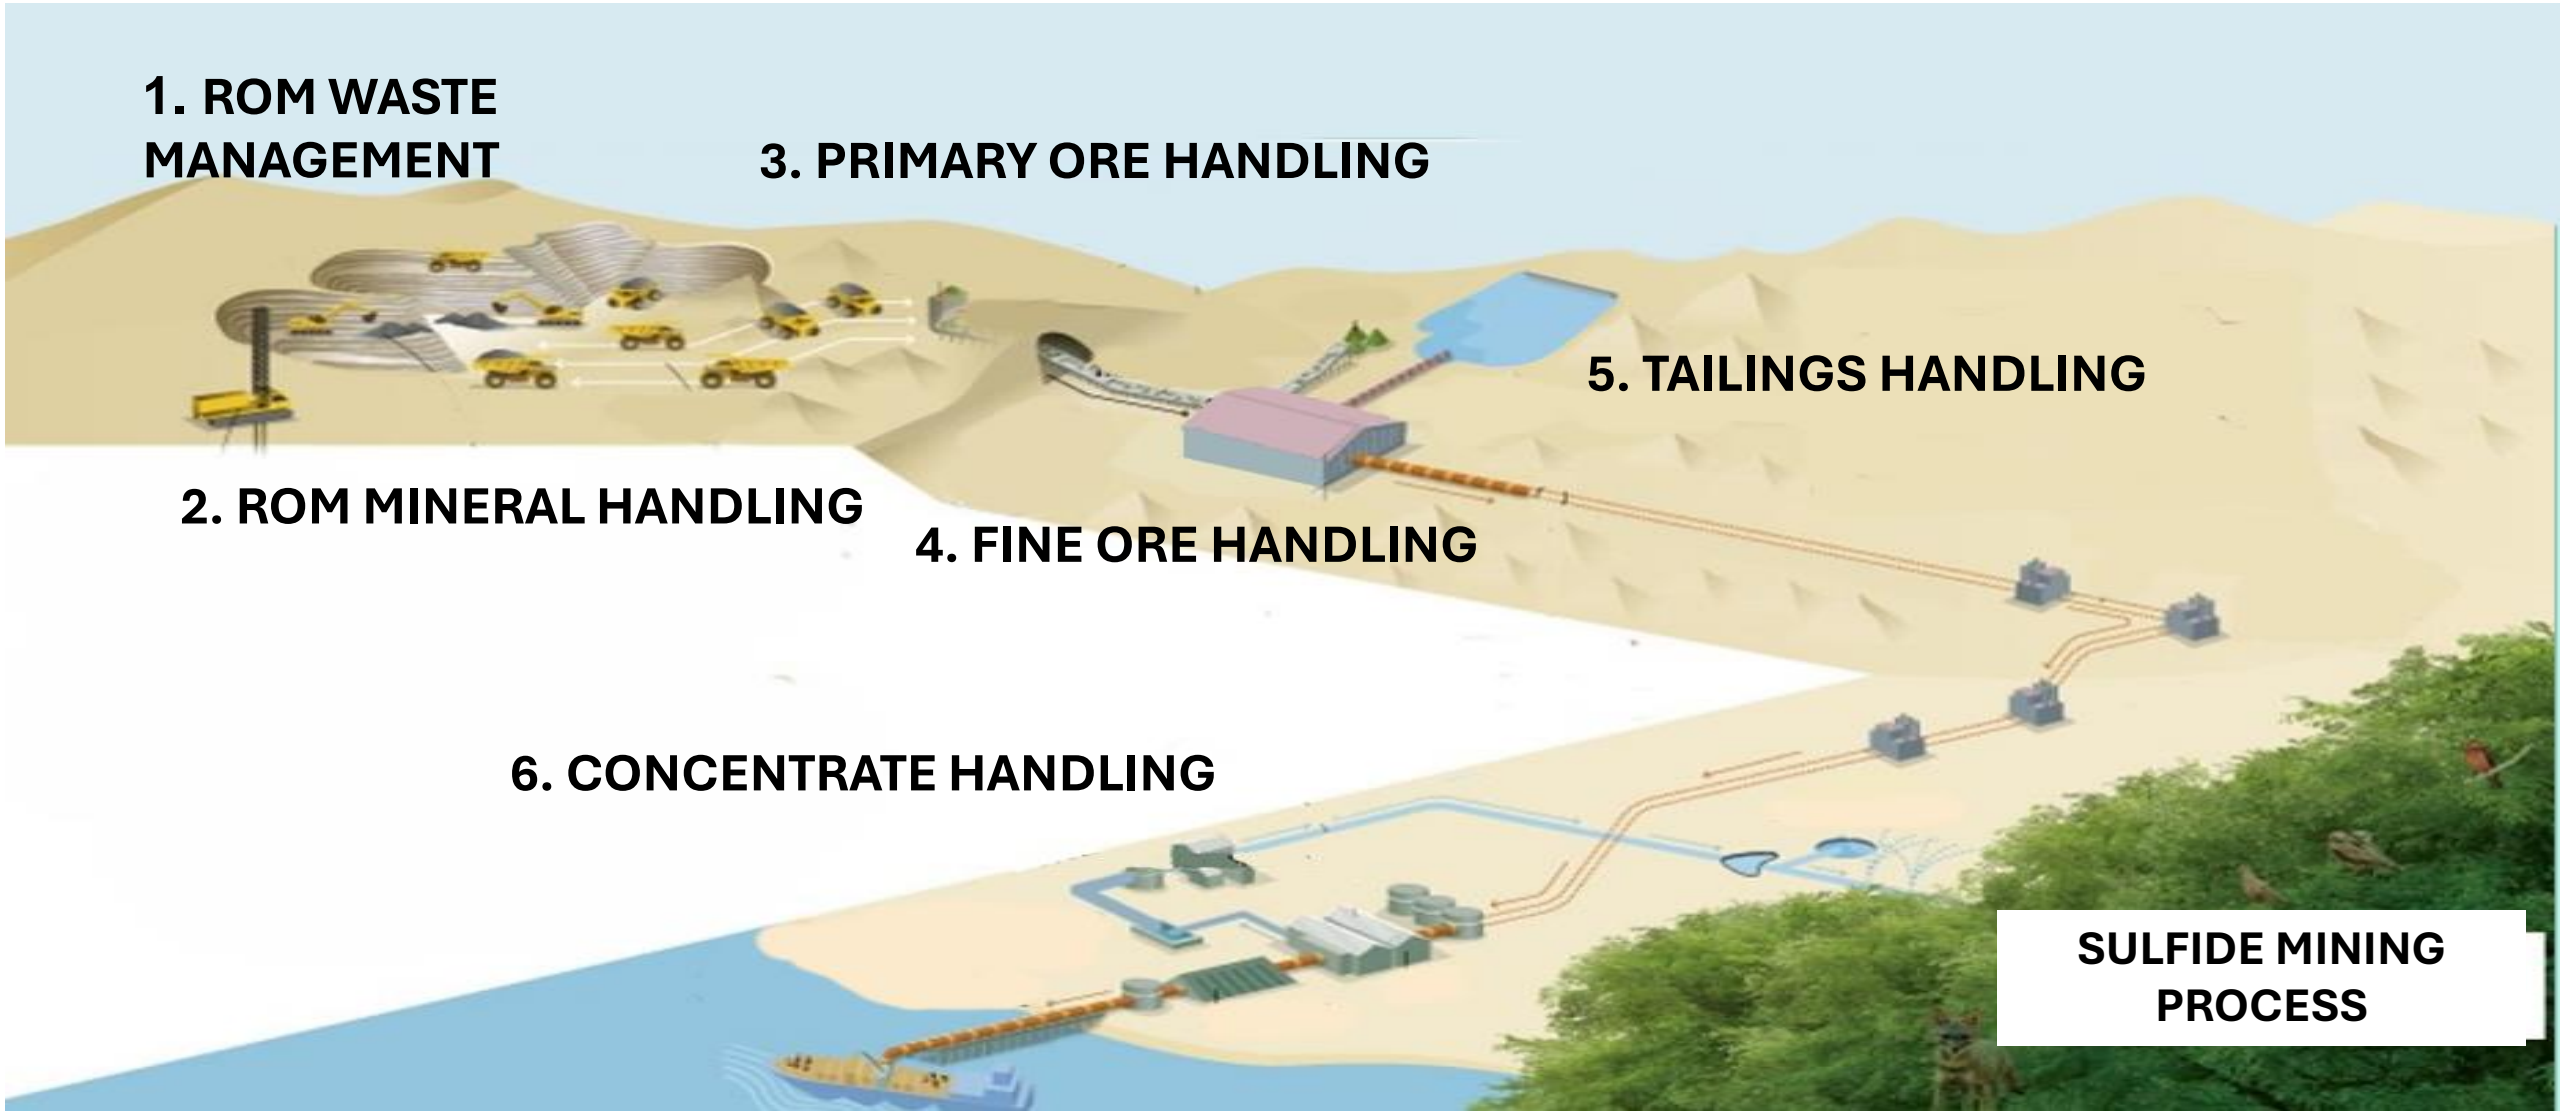 1. ROM WASTE
MANAGEMENT
3. PRIMARY ORE HANDLING
5. TAILINGS HANDLING
2. ROM MINERAL HANDLING
4. FINE ORE HANDLING
6. CONCENTRATE HANDLING
SULFIDE MINING
PROCESS